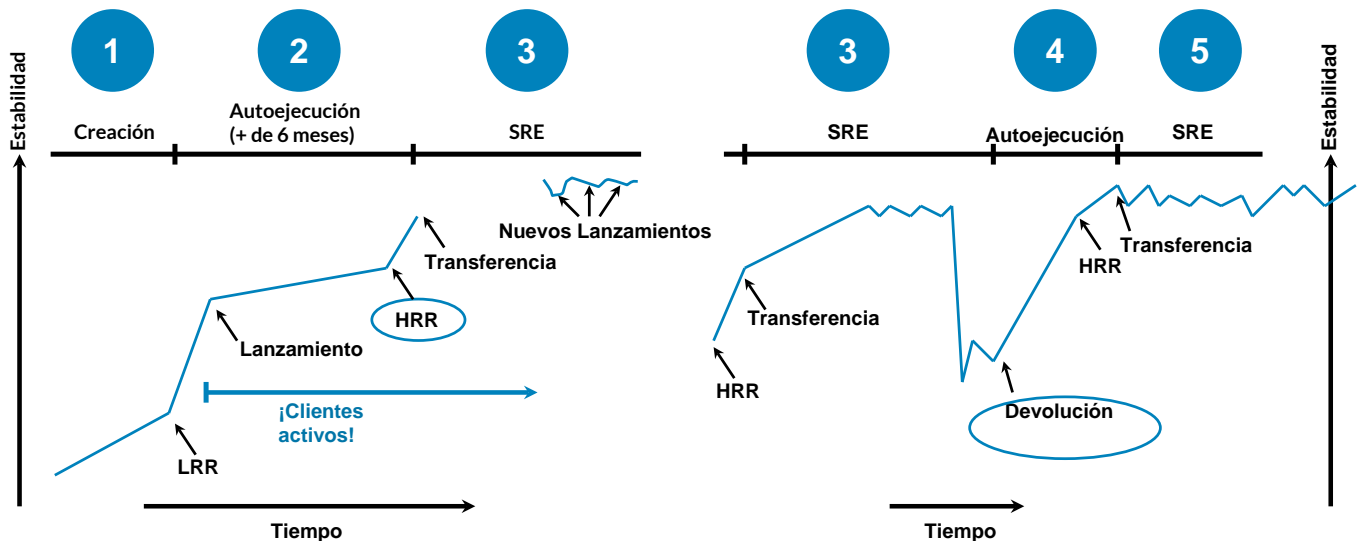 1
2
3
3
4
5
Estabilidad
Creación
Autoejecución
(+ de 6 meses)
SRE
SRE
Autoejecución
SRE
Estabilidad
Nuevos Lanzamientos
Transferencia
HRR
Lanzamiento
¡Clientes
activos!
LRR
Tiempo
Transferencia
HRR
HRR
Transferencia
Devolución
Tiempo